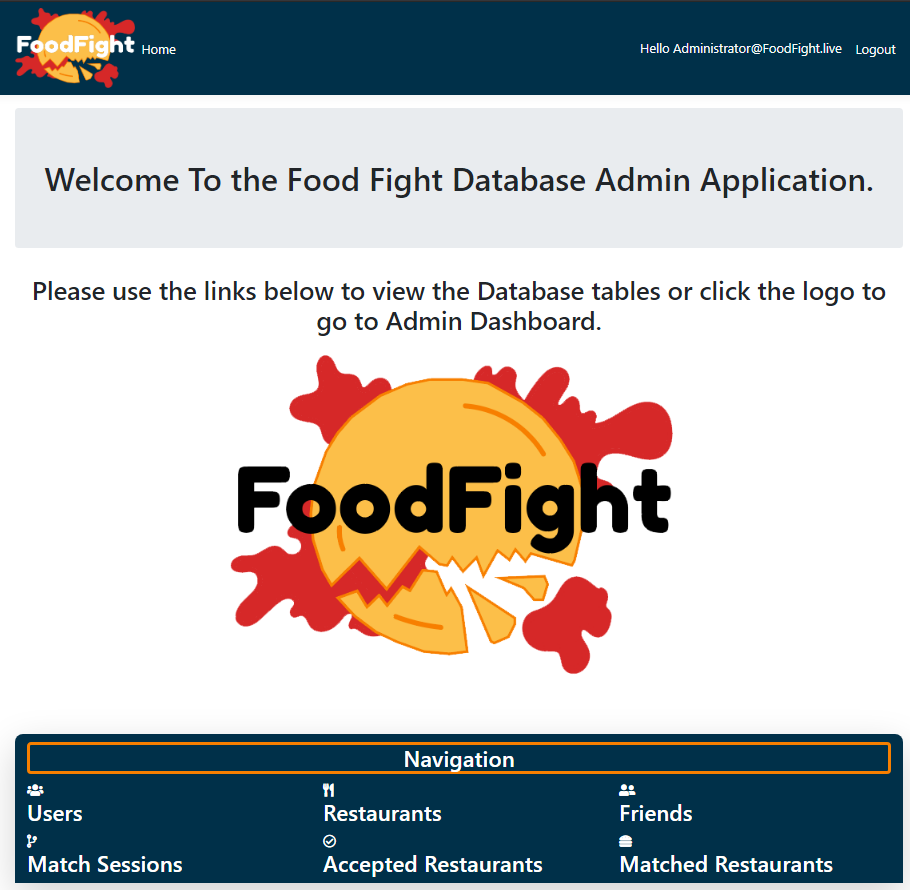 FoodFight
Home
Hello Administrator@FoodFight.live
Logout
Welcome To the Food Fight Database Admin Application.
Please use the links below to view the Database tables or click the logo to
go to Admin Dashboard.
FoodFight
Navigation
Users
Restaurants
Friends
Match Sessions
Accepted Restaurants
Matched Restaurants